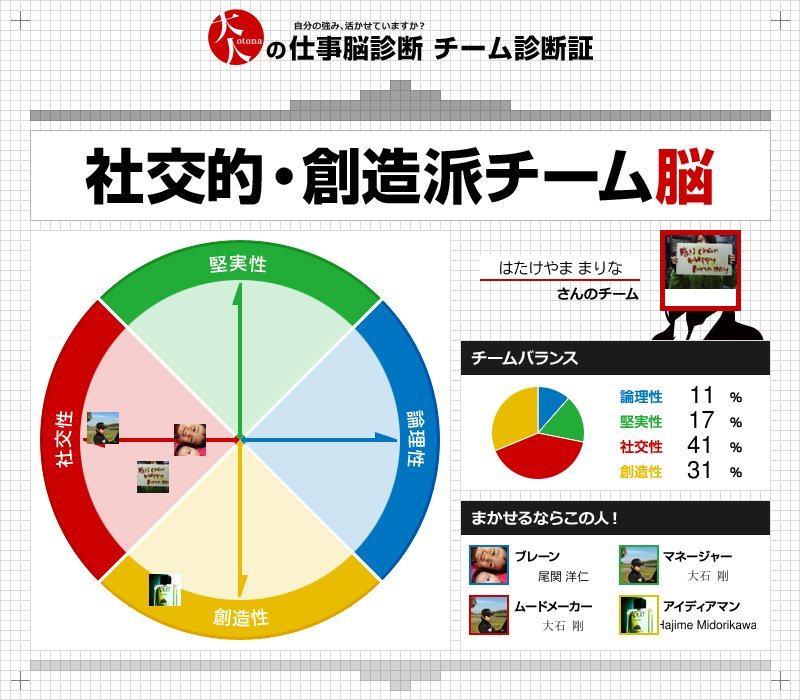 自分の強み、活かせていますか？
大人 otona の仕事脳診断 チーム診断証
社交的・創造派チーム脳
堅実性
論理性
社交性
創造性
はたけやま まりな
さんのチーム
チームバランス
論理性 11 %
堅実性 17 %
社交性 41 %
創造性 31 %
まかせるならこの人！
ブレーン
尾関 洋仁
マネージャー
大石 剛
ムードメーカー
大石 剛
アイディアマン
Hajime Midorikawa